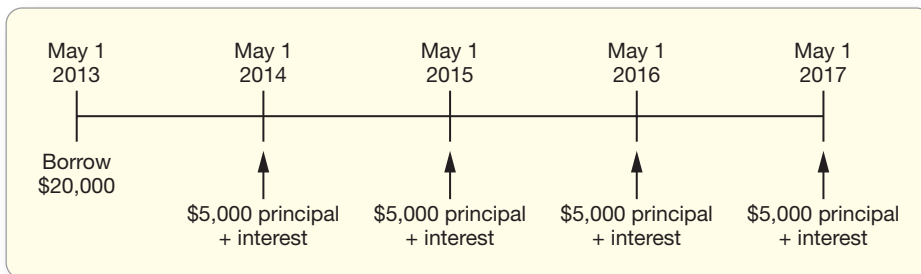 May 1
2013
May 1
2014
May 1
2015
May 1
2016
May 1
2017
Borrow
$20,000
$5,000 principal
+ interest
$5,000 principal
+ interest
$5,000 principal
+ interest
$5,000 principal
+ interest